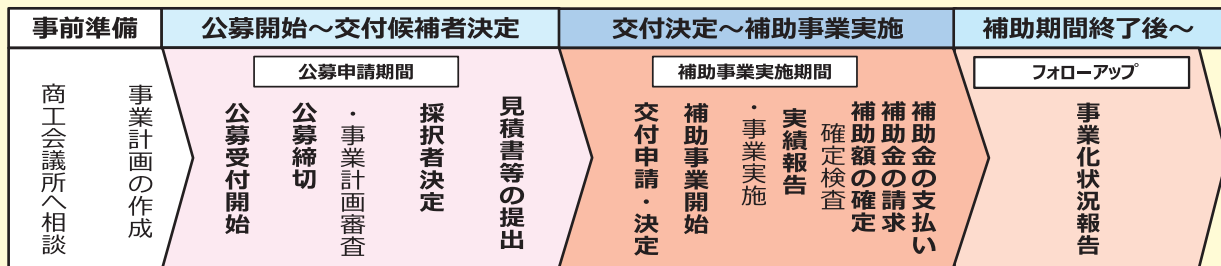 事前準備
公募開始～交付候補者決定
交付決定～補助事業実施
補助期間終了後～
公募申請期間
補助事業実施期間
フォローアップ
商工会議所へ相談
事業計画の作成
公募受付開始
公募締切
・事業計画審査
採択者決定
見積書等の提出
交付申請・決定
補助事業開始
・事業実施
実績報告
確定検査
補助額の確定
補助金の請求
補助金の支払い
事業化状況報告